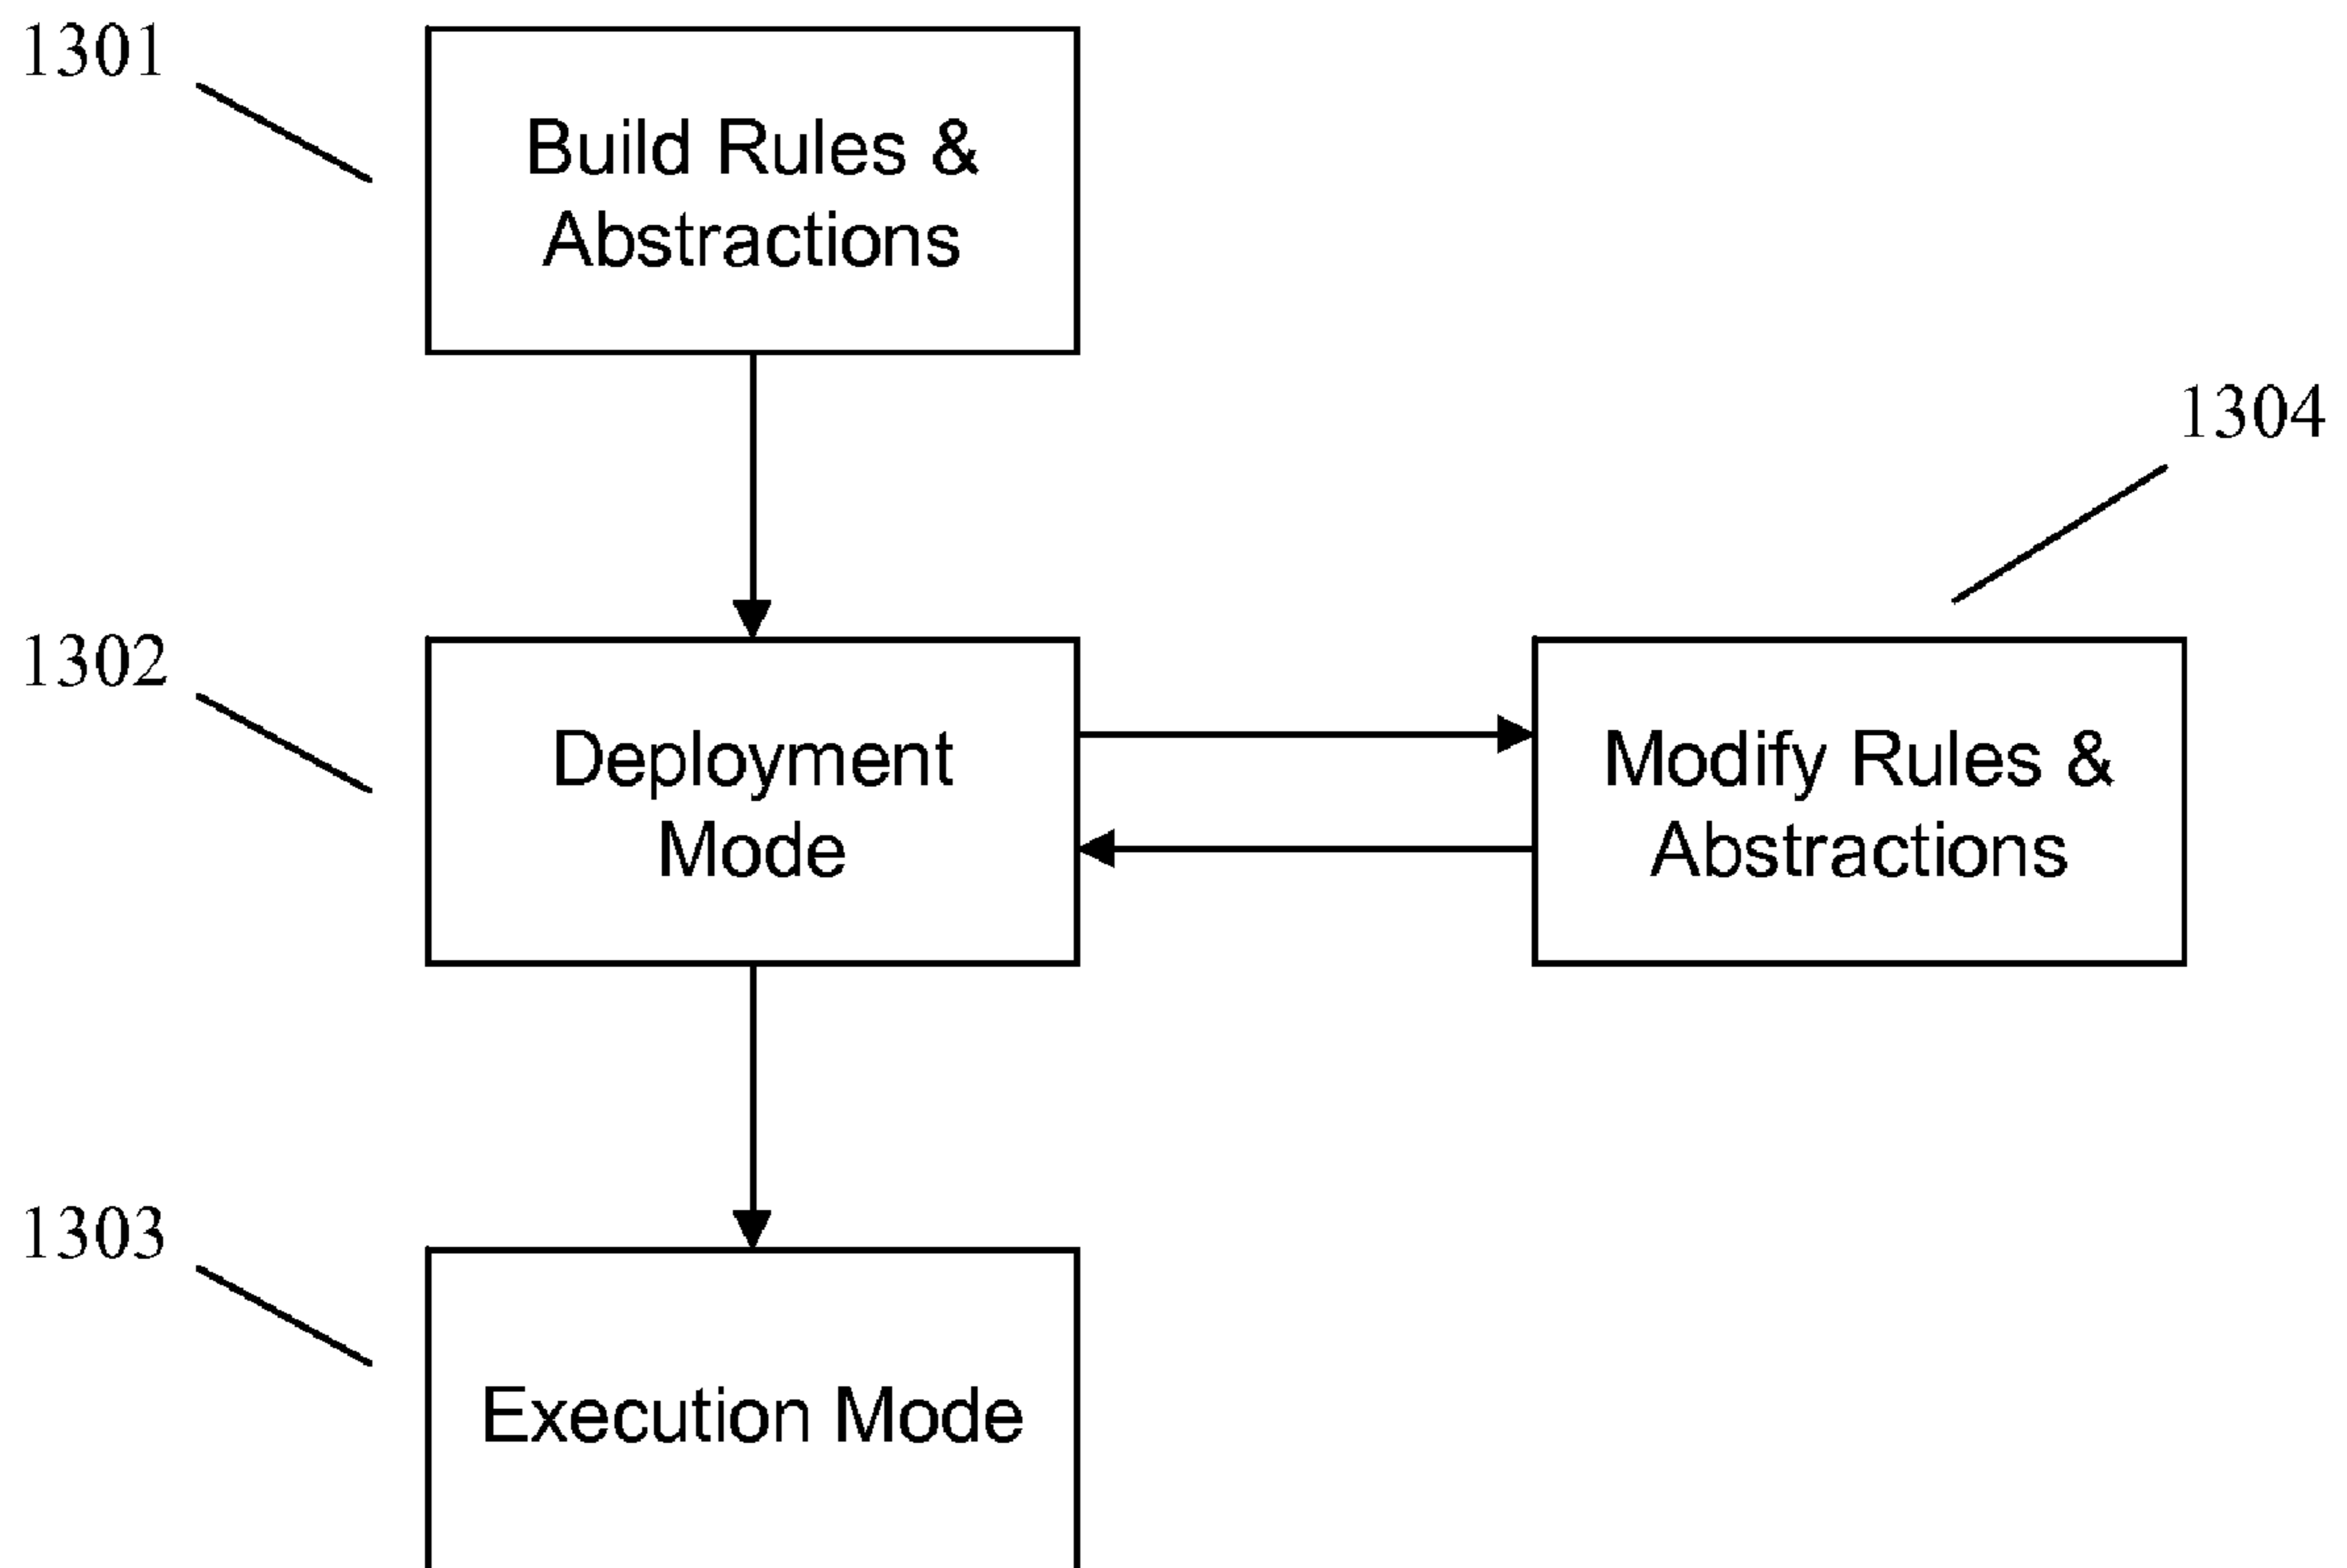 1301
Build Rules &
Abstractions
1304
1302
Deployment
Mode
Modify Rules &
Abstractions
1303
Execution Mode